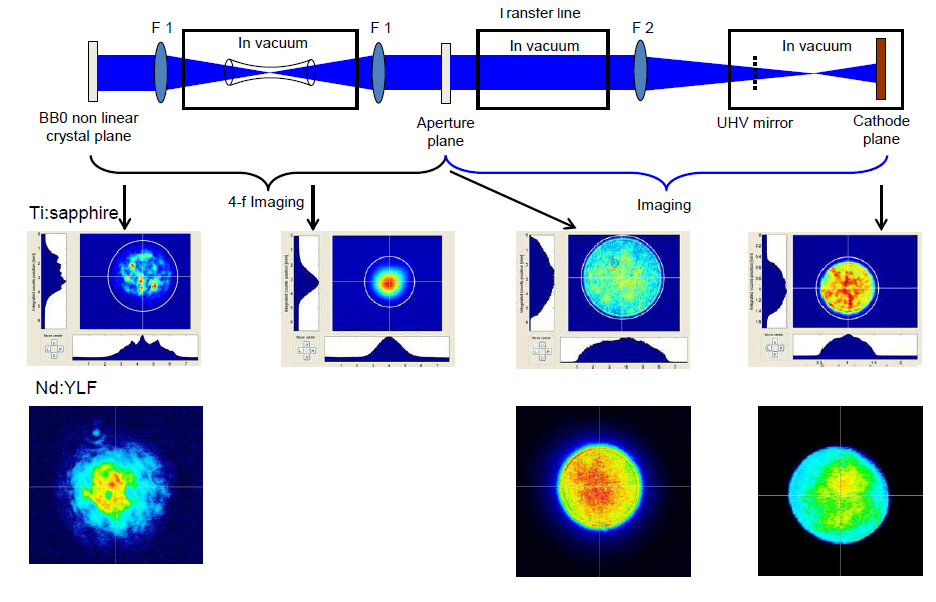 Transfer line
F 1
F 1
F 2
In vacuum
In vacuum
In vacuum
BB0 non linear
crystal plane
Aperture
plane
UHV mirror
Cathode
plane
4-f Imaging
Imaging
Ti:sapphire
Nd:YLF